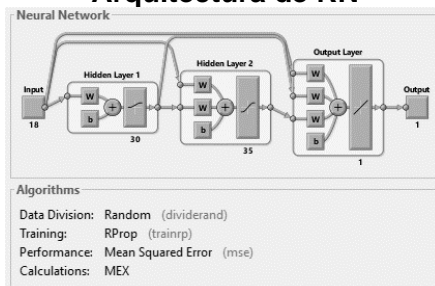 Arquitectura de RN
Neural Network
Hidden Layer 1
Hidden Layer 2
Output Layer
Input
18
W
b
+
30
W
W
b
+
35
W
W
W
b
+
1
Output
1
Algorithms
Data Division: Random (dividerand)
Training: RProp (trainrp)
Performance: Mean Squared Error (mse)
Calculations: MEX